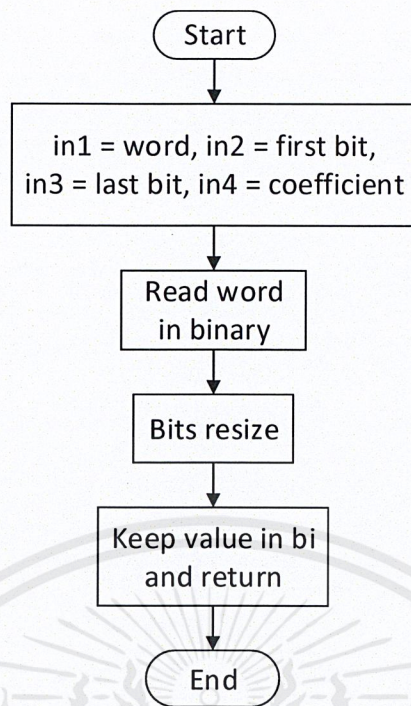 Start
in1 = word, in2 = first bit,
in3 = last bit, in4 = coefficient
Read word
in binary
Bits resize
Keep value in bi
and return
End